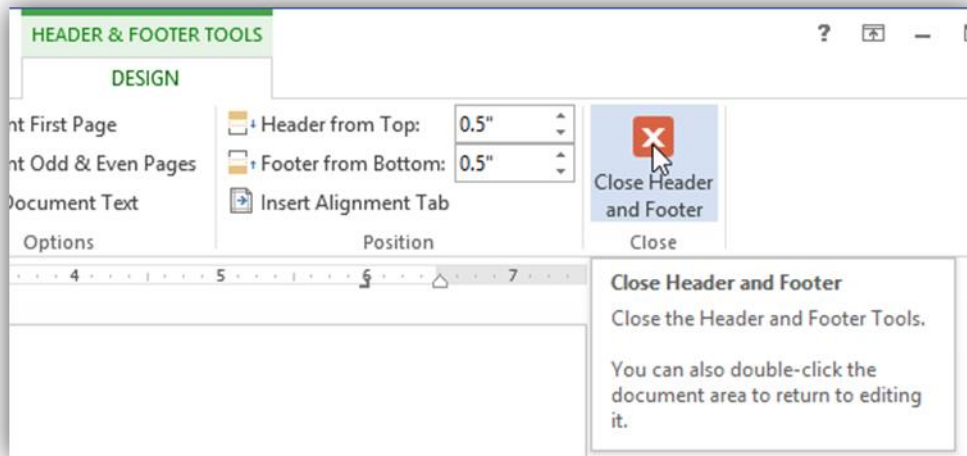 HEADER & FOOTER TOOLS
?
DESIGN
nt First Page
Header from Top:
0.5"
nt Odd & Even Pages
Footer from Bottom:
0.5"
Document Text
Insert Alignment Tab
Close Header
and Footer
Options
Position
Close
4 5 6 7
Close Header and Footer
Close the Header and Footer Tools.
You can also double-click the
document area to return to editing
it.